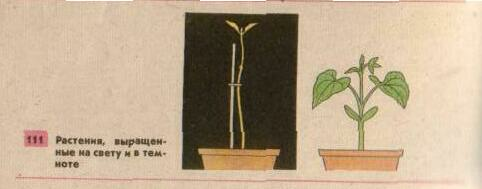 111 Растения, выращен-
ные на свету и в тем-
ноте